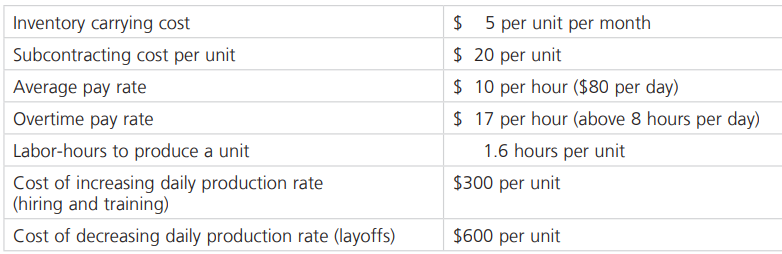 Inventory carrying cost $ 5 per unit per month
Subcontracting cost per unit $ 20 per unit
Average pay rate $ 10 per hour ($80 per day)
Overtime pay rate $ 17 per hour (above 8 hours per day)
Labor-hours to produce a unit 1.6 hours per unit
Cost of increasing daily production rate $300 per unit
(hiring and training)
Cost of decreasing daily production rate (layoffs) $600 per unit